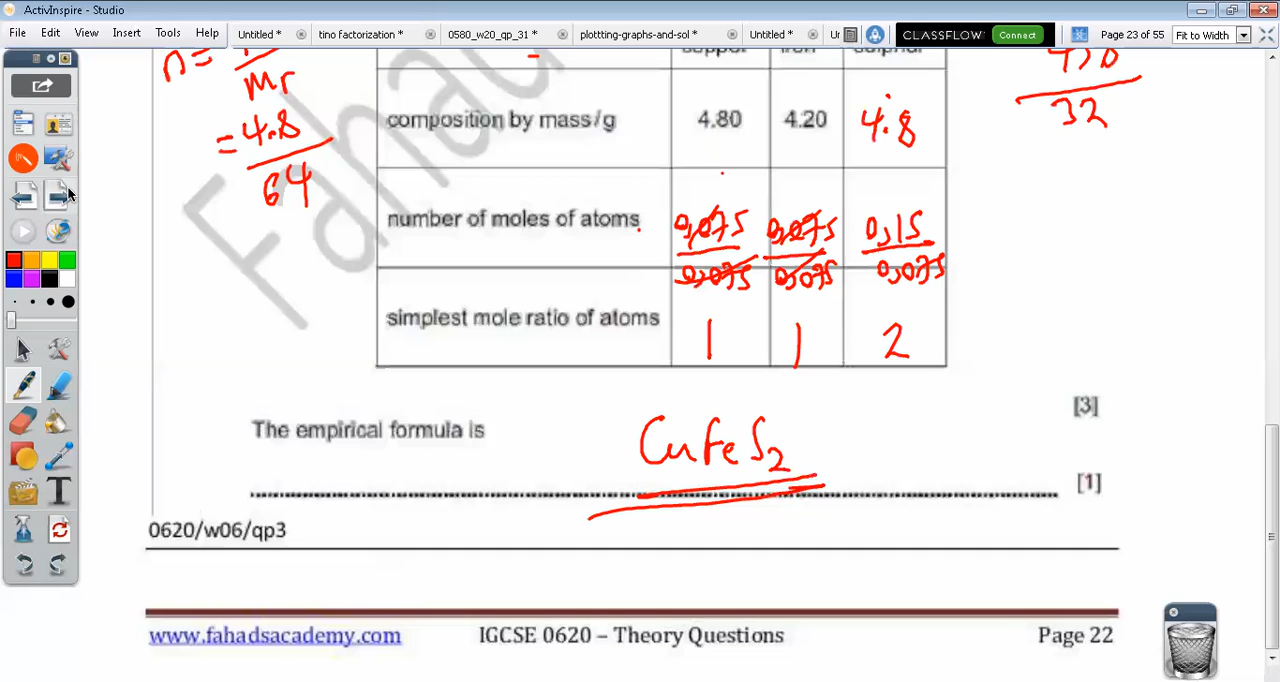 ActivInspire - Studio
File Edit View Insert Tools Help Untitled * tino factorization * 0580_w20_qp_31 * plottting-graphs-and-sol * Untitled * Ur CLASSFLOW Connect Page 23 of 55 Fit to Width
n =
Mr
= 4.8
64
32
composition by mass/g 4.80 4.20 4.8
number of moles of atoms 0,075 0,075 0,15
0,075 0,075 0,075
simplest mole ratio of atoms 1 1 2
[3]
The empirical formula is CuFeS2
[1]
0620/w06/qp3
www.fahadsacademy.com IGCSE 0620 – Theory Questions Page 22